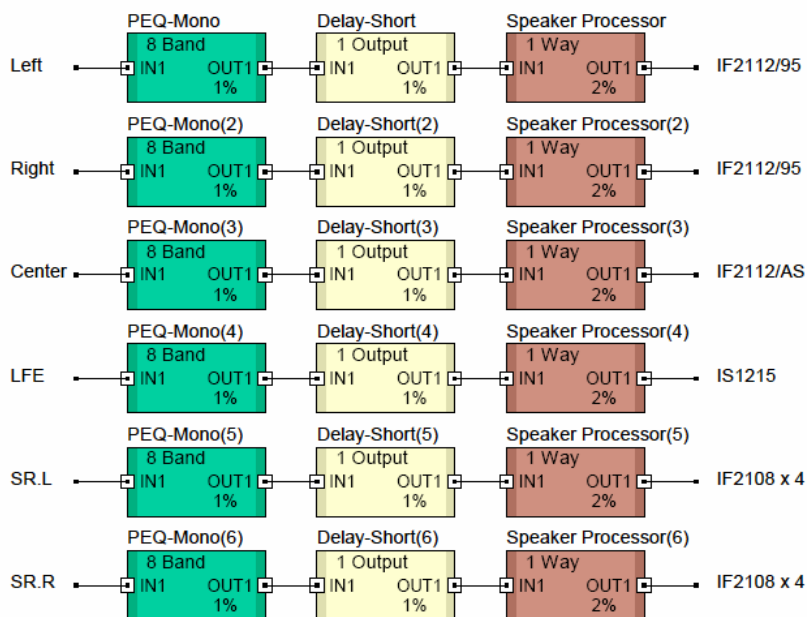 PEQ-Mono Delay-Short Speaker Processor
8 Band 1 Output 1 Way
Left IN1 OUT1 IN1 OUT1 IN1 OUT1 IF2112/95
1% 1% 2%
PEQ-Mono(2) Delay-Short(2) Speaker Processor(2)
8 Band 1 Output 1 Way
Right IN1 OUT1 IN1 OUT1 IN1 OUT1 IF2112/95
1% 1% 2%
PEQ-Mono(3) Delay-Short(3) Speaker Processor(3)
8 Band 1 Output 1 Way
Center IN1 OUT1 IN1 OUT1 IN1 OUT1 IF2112/AS
1% 1% 2%
PEQ-Mono(4) Delay-Short(4) Speaker Processor(4)
8 Band 1 Output 1 Way
LFE IN1 OUT1 IN1 OUT1 IN1 OUT1 IS1215
1% 1% 2%
PEQ-Mono(5) Delay-Short(5) Speaker Processor(5)
8 Band 1 Output 1 Way
SR.L IN1 OUT1 IN1 OUT1 IN1 OUT1 IF2108 x 4
1% 1% 2%
PEQ-Mono(6) Delay-Short(6) Speaker Processor(6)
8 Band 1 Output 1 Way
SR.R IN1 OUT1 IN1 OUT1 IN1 OUT1 IF2108 x 4
1% 1% 2%